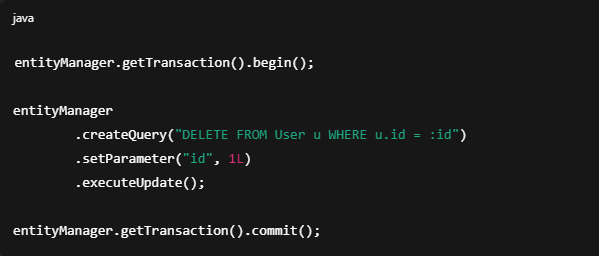 java
entityManager.getTransaction().begin();
entityManager
.createQuery("DELETE FROM User u WHERE u.id = :id")
.setParameter("id", 1L)
.executeUpdate();
entityManager.getTransaction().commit();